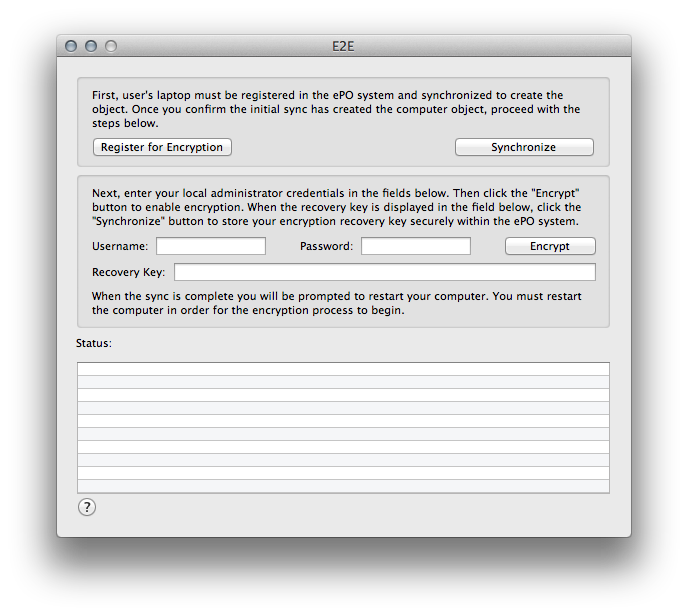 E2E
First, user's laptop must be registered in the ePO system and synchronized to create the
object. Once you confirm the initial sync has created the computer object, proceed with the
steps below.
Register for Encryption
Synchronize
Next, enter your local administrator credentials in the fields below. Then click the "Encrypt"
button to enable encryption. When the recovery key is displayed in the field below, click the
"Synchronize" button to store your encryption recovery key securely within the ePO system.
Username:
Password:
Encrypt
Recovery Key:
When the sync is complete you will be prompted to restart your computer. You must restart
the computer in order for the encryption process to begin.
Status:
?